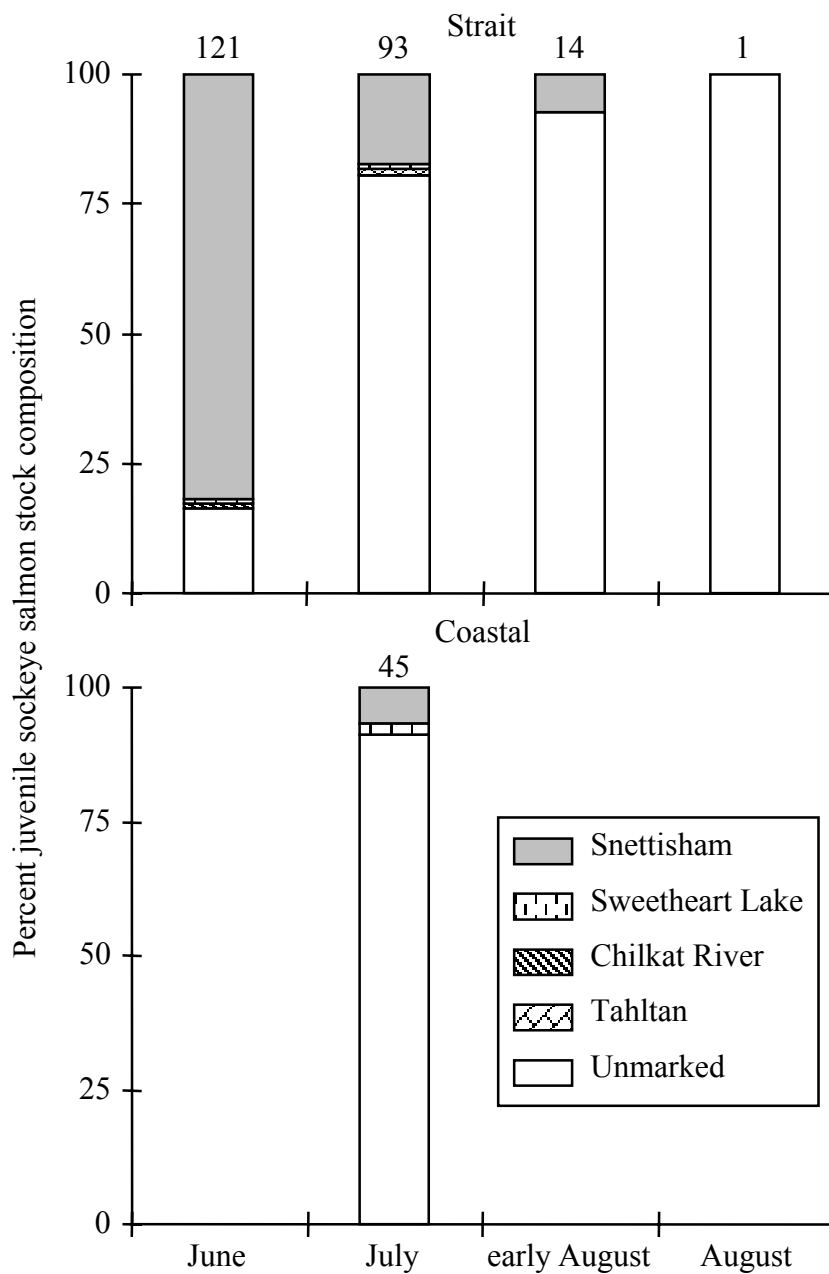 Strait
121 93 14 1
100
75
50
25
0
Percent juvenile sockeye salmon stock composition
Coastal
45
100
75
50
25
0
Snettisham
Sweetheart Lake
Chilkat River
Tahltan
Unmarked
June July early August August